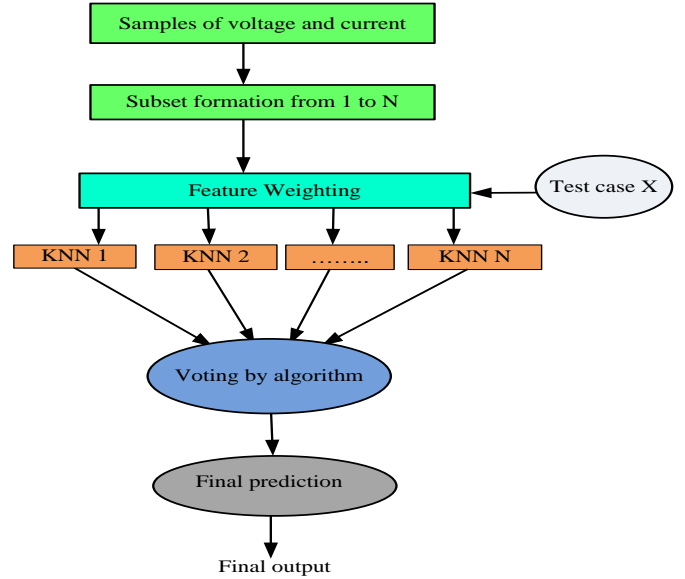 Samples of voltage and current
Subset formation from 1 to N
Feature Weighting
Test case X
KNN 1
KNN 2
........
KNN N
Voting by algorithm
Final prediction
Final output